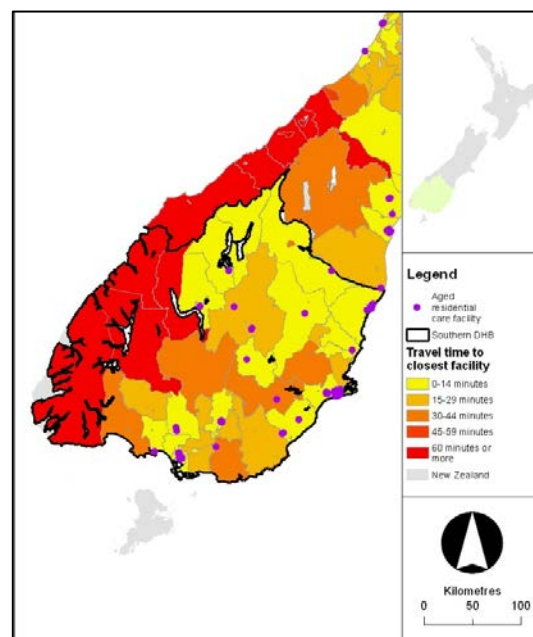 Legend
Aged
residential
care facility
Southern DHB
Travel time to
closest facility
0-14 minutes
15-29 minutes
30-44 minutes
45-59 minutes
60 minutes or
more
New Zealand
Kilometres
0 50 100